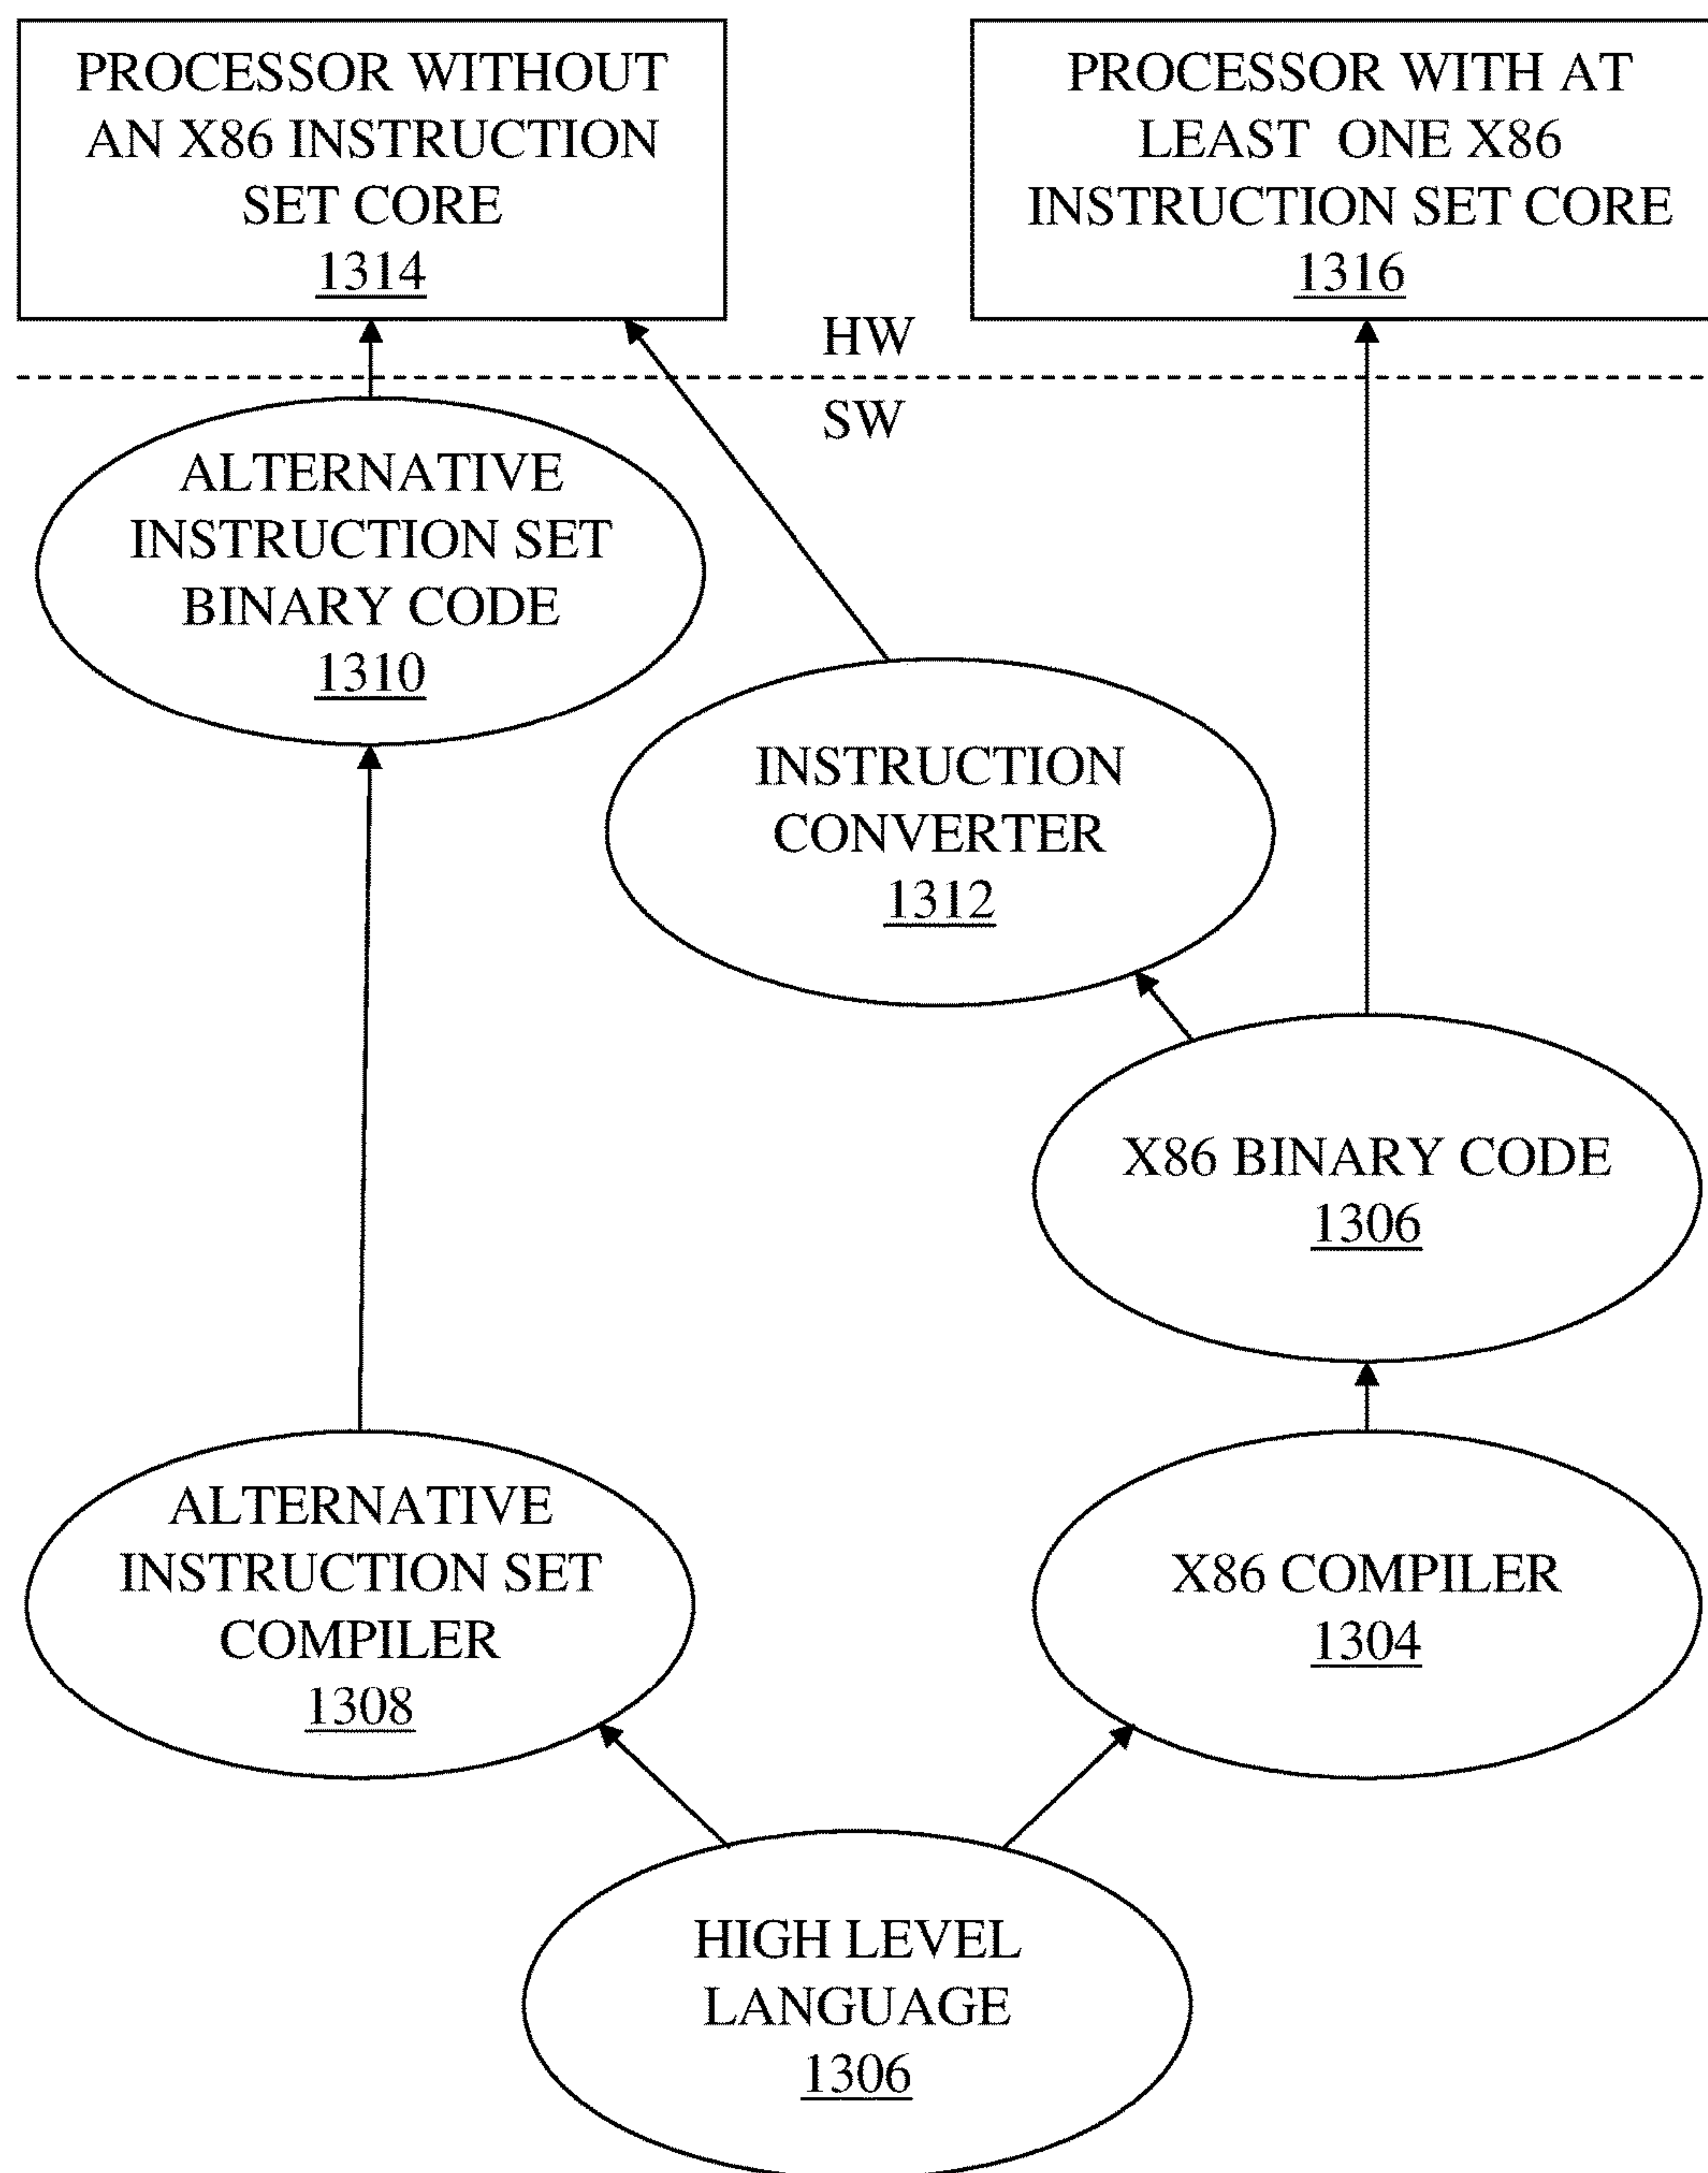 PROCESSOR WITHOUT
AN X86 INSTRUCTION
SET CORE
1314
PROCESSOR WITH AT
LEAST ONE X86
INSTRUCTION SET CORE
1316
HW
SW
ALTERNATIVE
INSTRUCTION SET
BINARY CODE
1310
INSTRUCTION
CONVERTER
1312
X86 BINARY CODE
1306
ALTERNATIVE
INSTRUCTION SET
COMPILER
1308
X86 COMPILER
1304
HIGH LEVEL
LANGUAGE
1306